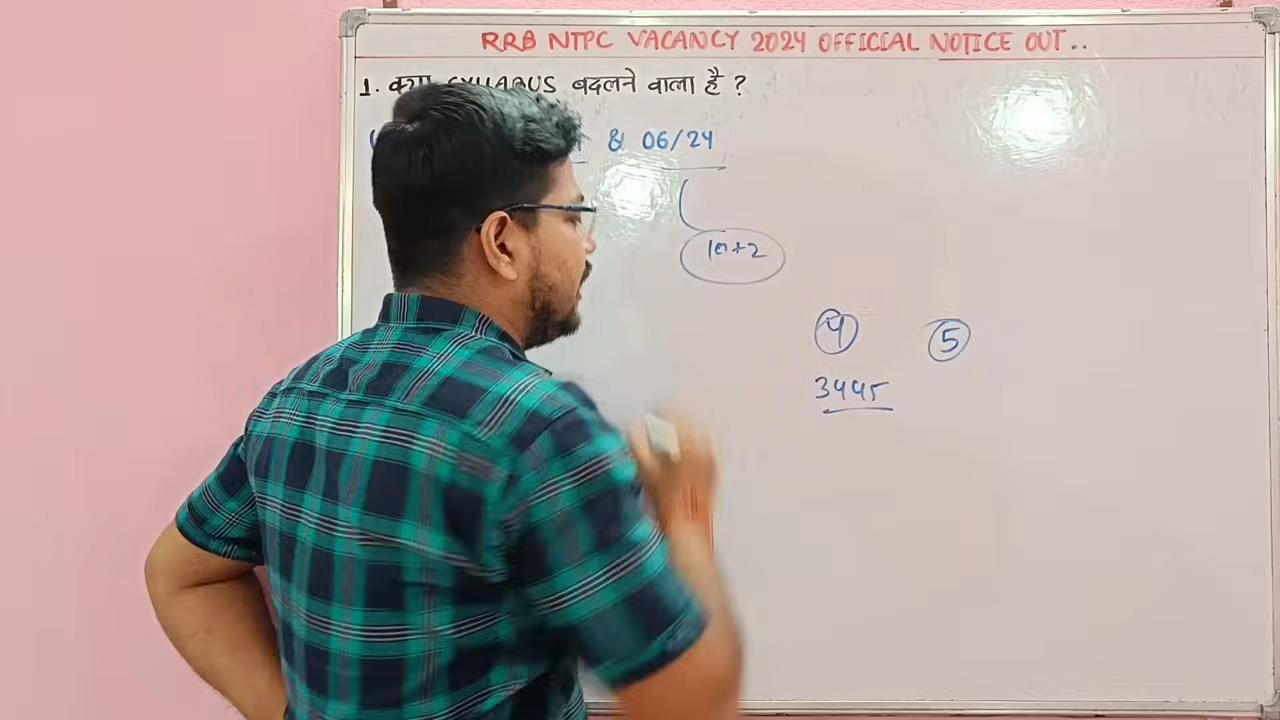 RRB NTPC VACANCY 2024 OFFICIAL NOTICE OUT..
1. क्या SYLLABUS बदलने वाला है ?
& 06/24
10+2
4 5
3445